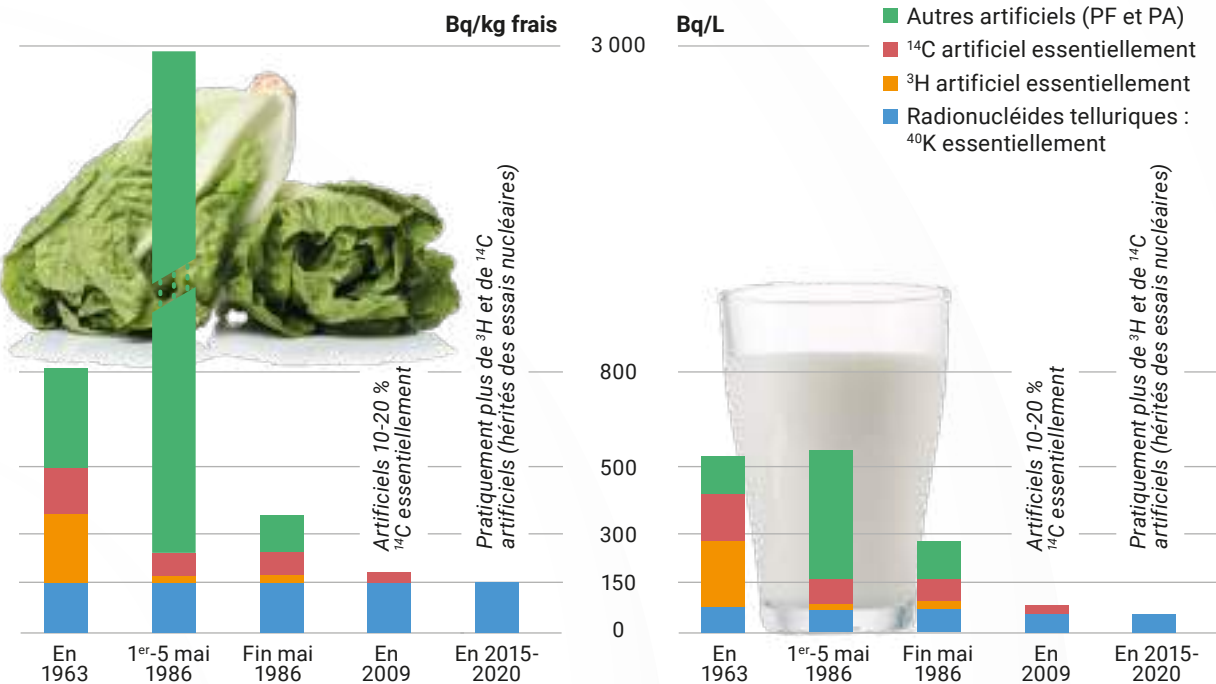 Bq/kg frais
Bq/L
Autres artificiels (PF et PA)
¹⁴C artificiel essentiellement
³H artificiel essentiellement
Radionucléides telluriques :
⁴⁰K essentiellement
3 000
800
500
300
150
0
Artificiels 10-20 %
¹⁴C essentiellement
Pratiquement plus de ³H et de ¹⁴C
artificiels (hérités des essais nucléaires)
En
1963
1ᵉʳ-5 mai
1986
Fin mai
1986
En
2009
En 2015-
2020
Artificiels 10-20 %
¹⁴C essentiellement
Pratiquement plus de ³H et de ¹⁴C
artificiels (hérités des essais nucléaires)
En
1963
1ᵉʳ-5 mai
1986
Fin mai
1986
En
2009
En 2015-
2020